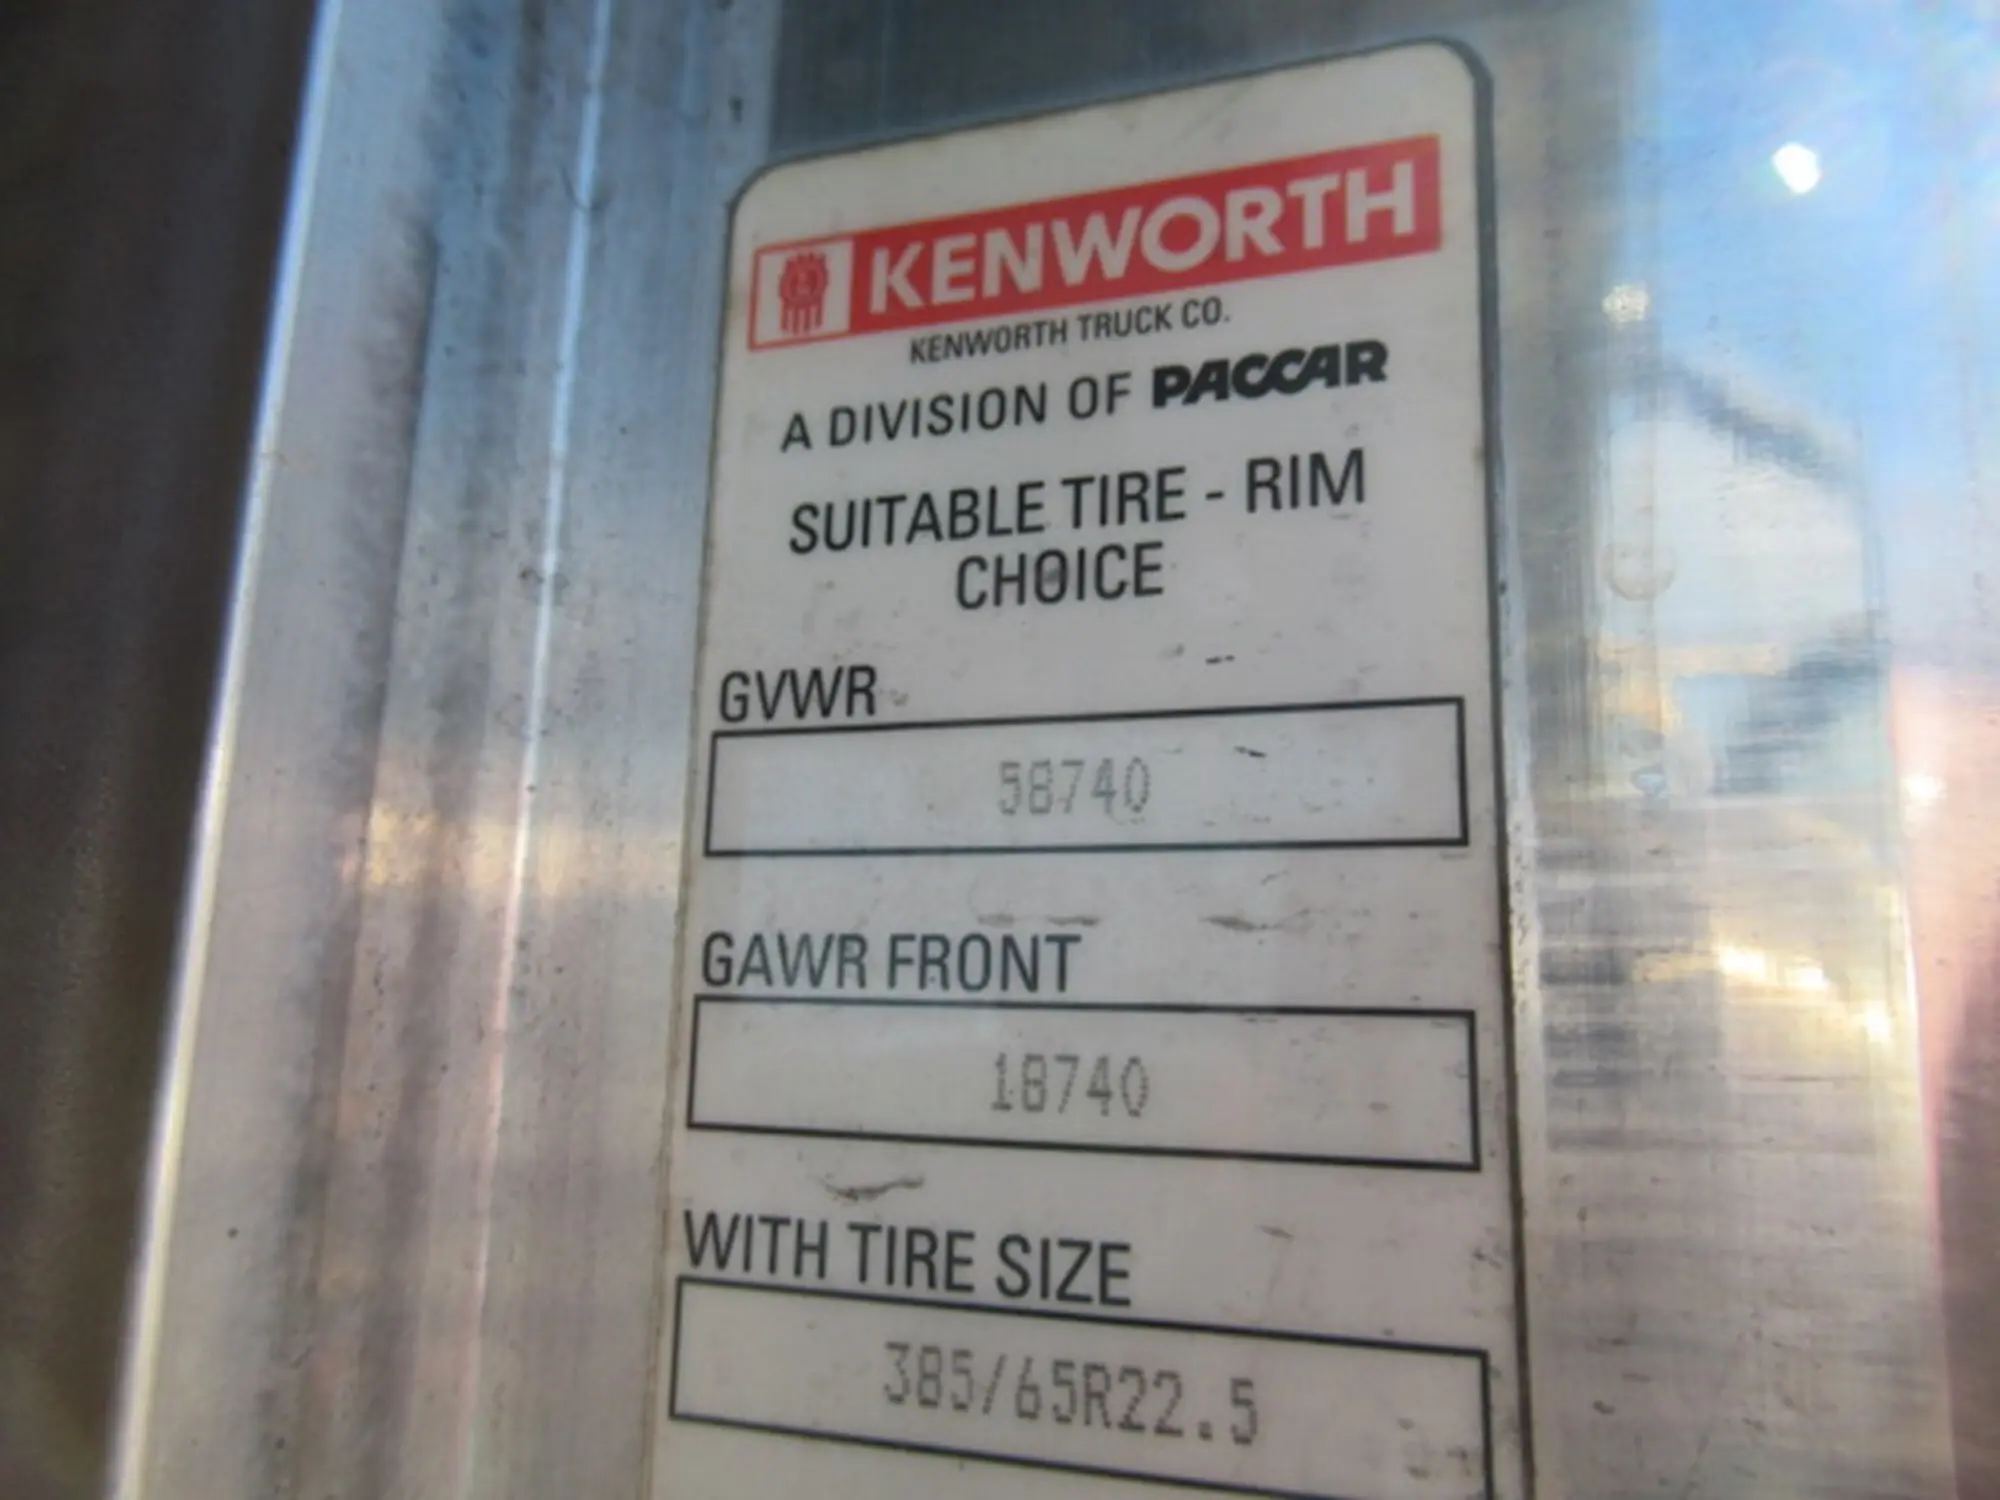 KENWORTH
KENWORTH TRUCK CO.
A DIVISION OF PACCAR
SUITABLE TIRE - RIM
CHOICE
GVWR
58740
GAWR FRONT
18740
WITH TIRE SIZE
385/65R22.5